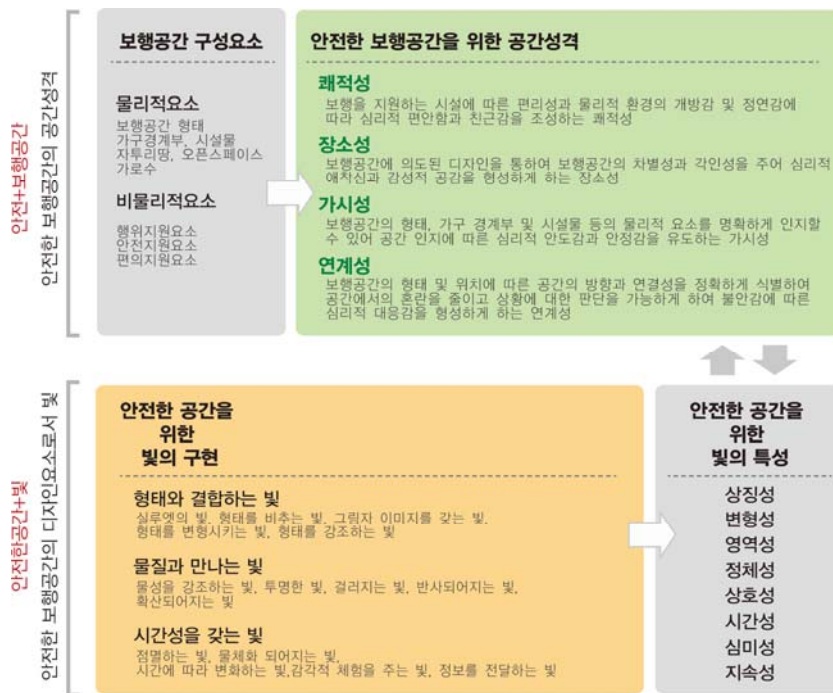 안전+보행공간
안전한 보행공간의 공간성격
보행공간 구성요소
물리적요소
보행공간 형태
가구경계부, 시설물
자투리땅, 오픈스페이스
가로수
비물리적요소
행위지원요소
안전지원요소
편의지원요소
안전한 보행공간을 위한 공간성격
쾌적성
보행을 지원하는 시설에 따른 편리성과 물리적 환경의 개방감 및 정연감에
따라 심리적 편안함과 친근감을 조성하는 쾌적성
장소성
보행공간에 의도된 디자인을 통하여 보행공간의 차별성과 각인성을 주어 심리적
애착심과 감성적 공감을 형성하게 하는 장소성
가시성
보행공간의 형태, 가구 경계부 및 시설물 등의 물리적 요소를 명확하게 인지할
수 있어 공간 인지에 따른 심리적 안도감과 안정감을 유도하는 가시성
연계성
보행공간의 형태 및 위치에 따른 공간의 방향과 연결성을 정확하게 식별하여
공간에서의 혼란을 줄이고 상황에 대한 판단을 가능하게 하여 불안감에 따른
심리적 대응감을 형성하게 하는 연계성
안전한공간+빛
안전한 보행공간의 디자인요소로서 빛
안전한 공간을
위한
빛의 구현
형태와 결합하는 빛
실루엣의 빛, 형태를 비추는 빛, 그림자 이미지를 갖는 빛,
형태를 변형시키는 빛, 형태를 강조하는 빛
물질과 만나는 빛
물성을 강조하는 빛, 투명한 빛, 걸러지는 빛, 반사되어지는 빛,
확산되어지는 빛
시간성을 갖는 빛
점멸하는 빛, 물체화 되어지는 빛,
시간에 따라 변화하는 빛,감각적 체험을 주는 빛, 정보를 전달하는 빛
안전한 공간을
위한
빛의 특성
상징성
변형성
영역성
정체성
상호성
시간성
심미성
지속성